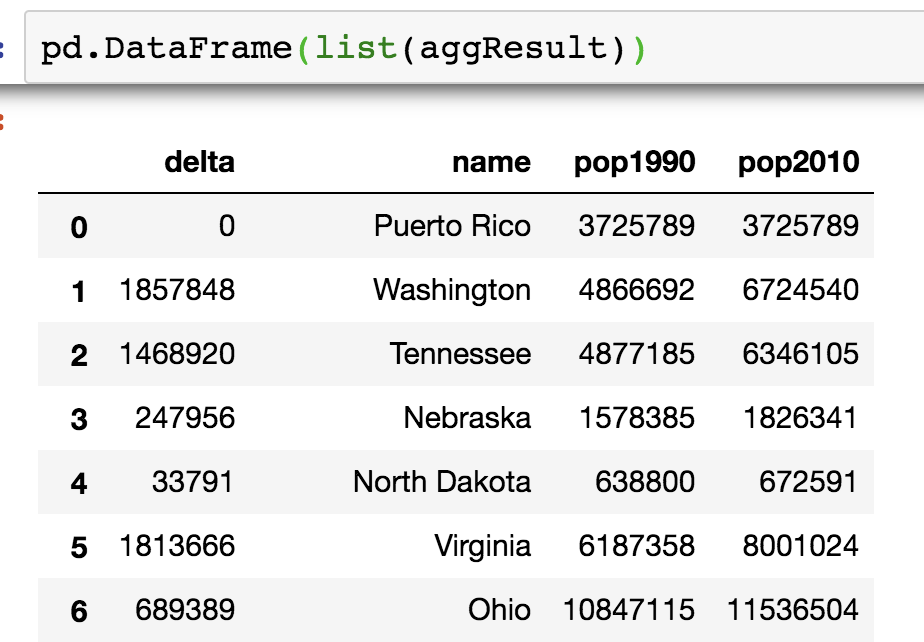 pd.DataFrame(list(aggResult))
delta name pop1990 pop2010
0 0 Puerto Rico 3725789 3725789
1 1857848 Washington 4866692 6724540
2 1468920 Tennessee 4877185 6346105
3 247956 Nebraska 1578385 1826341
4 33791 North Dakota 638800 672591
5 1813666 Virginia 6187358 8001024
6 689389 Ohio 10847115 11536504